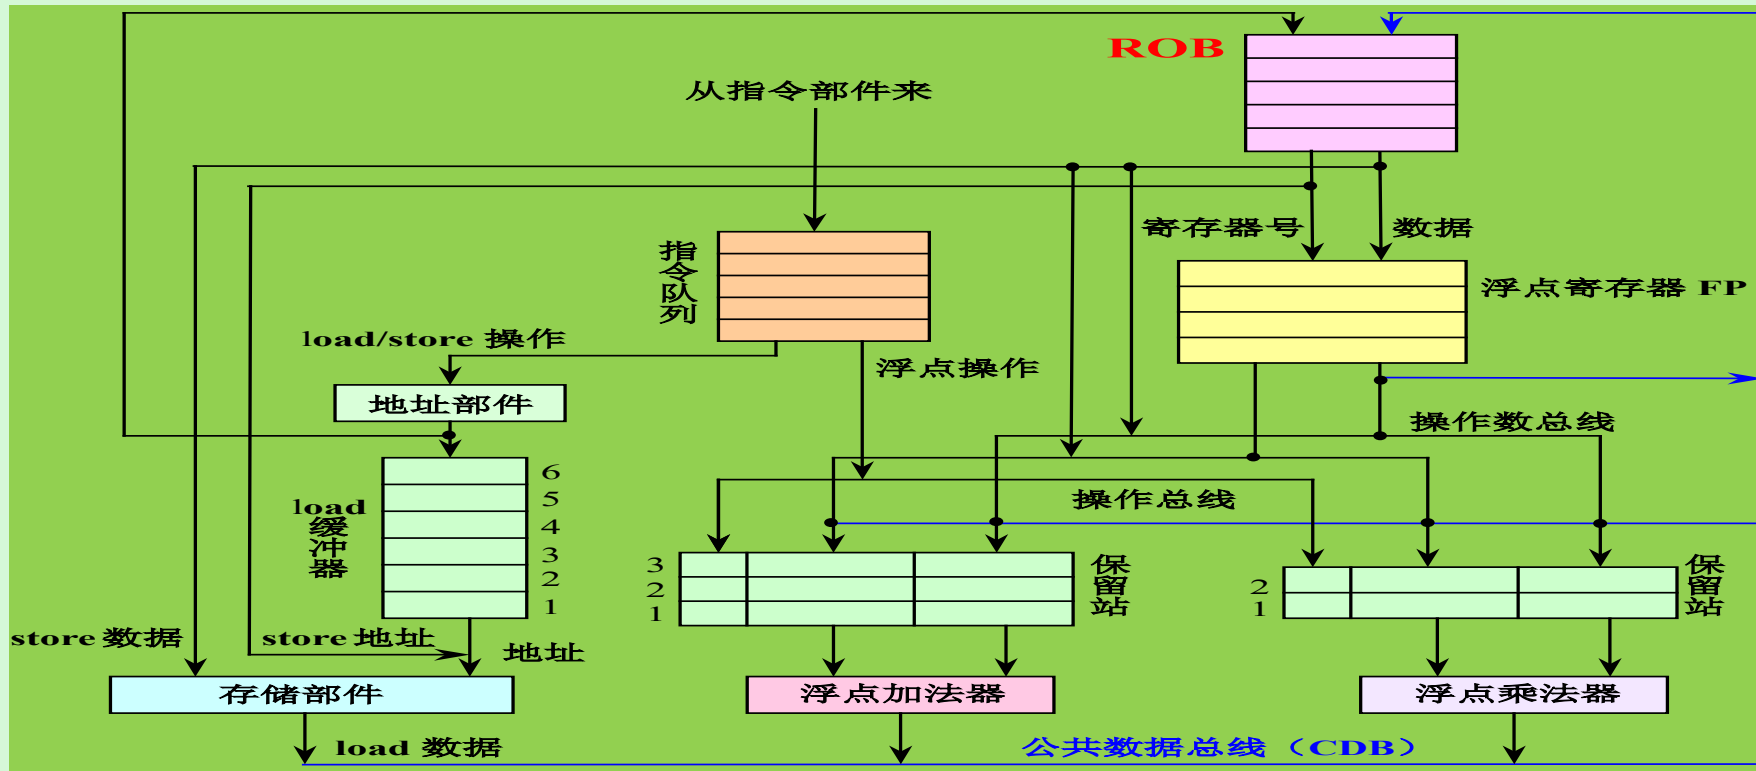 ROB
从指令部件来
寄存器号
数据
指令队列
浮点寄存器 FP
load/store 操作
浮点操作
地址部件
操作数总线
load缓冲器
6
5
4
3
2
1
操作总线
3
2
1
保留站
2
1
保留站
store 数据
store 地址
地址
存储部件
浮点加法器
浮点乘法器
load 数据
公共数据总线（CDB）